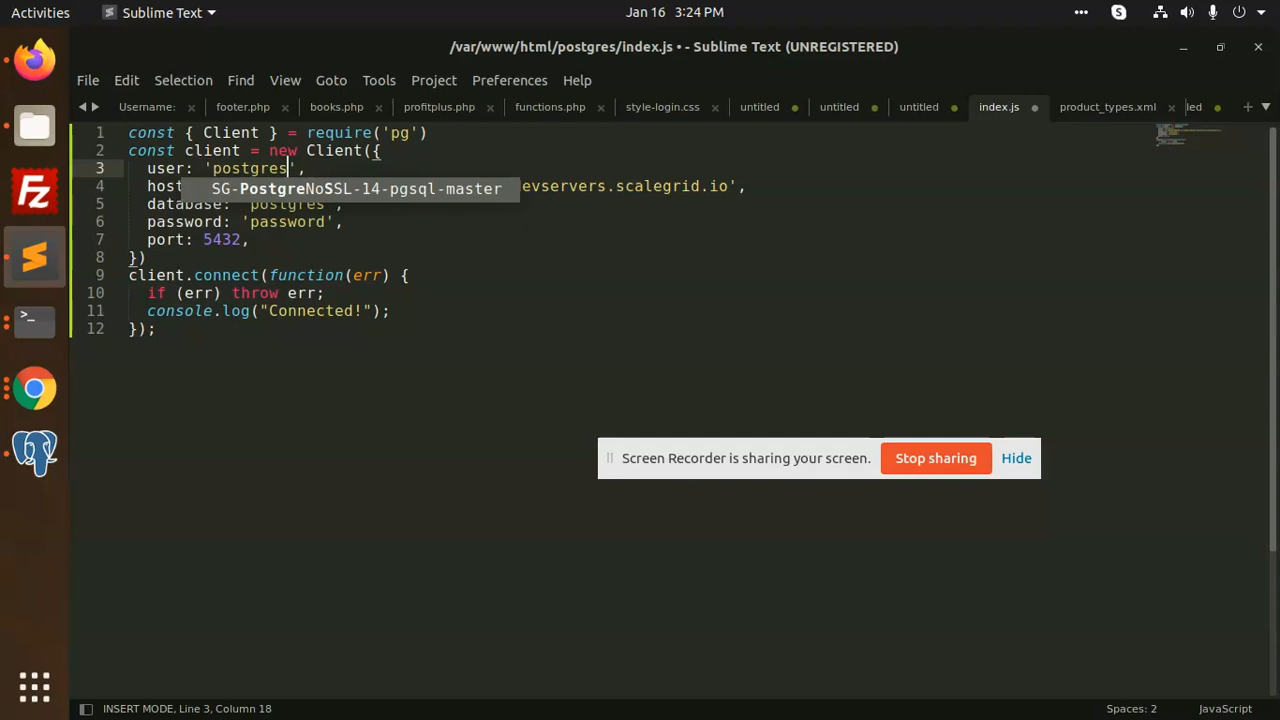 Activities
Sublime Text
Jan 16 3:24 PM
/var/www/html/postgres/index.js • - Sublime Text (UNREGISTERED)
File Edit Selection Find View Goto Tools Project Preferences Help
Username: footer.php books.php profitplus.php functions.php style-login.css untitled untitled untitled index.js product_types.xml led
1 const { Client } = require('pg')
2 const client = new Client({
3 user: 'postgres',
4 host evservers.scalegrid.io',
SG-PostgreNoSSL-14-pgsql-master
5 database: 'postgres',
6 password: 'password',
7 port: 5432,
8 })
9 client.connect(function(err) {
10 if (err) throw err;
11 console.log("Connected!");
12 });
Screen Recorder is sharing your screen. Stop sharing Hide
INSERT MODE, Line 3, Column 18 Spaces: 2 JavaScript